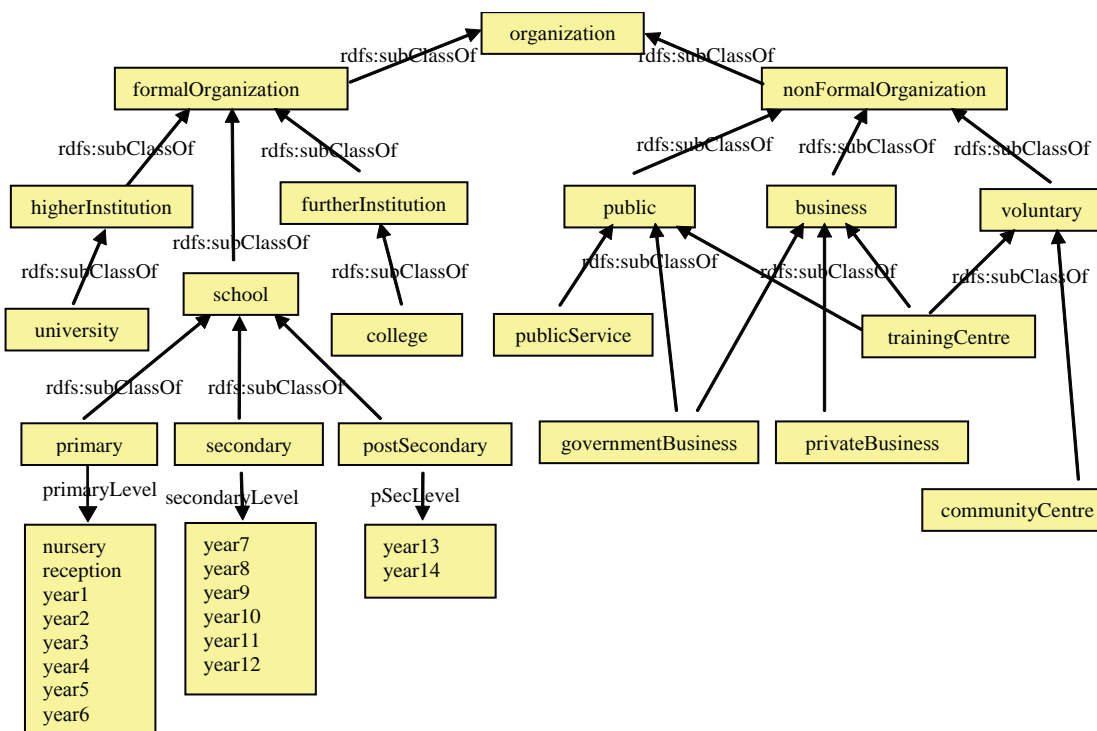 organization
rdfs:subClassOf
rdfs:subClassOf
formalOrganization
nonFormalOrganization
rdfs:subClassOf
rdfs:subClassOf
rdfs:subClassOf
rdfs:subClassOf
rdfs:subClassOf
higherInstitution
furtherInstitution
public
business
voluntary
rdfs:subClassOf
rdfs:subClassOf
rdfs:subClassOf
rdfs:subClassOf
rdfs:subClassOf
rdfs:subClassOf
school
university
college
publicService
trainingCentre
rdfs:subClassOf
rdfs:subClassOf
primary
secondary
postSecondary
governmentBusiness
privateBusiness
primaryLevel
secondaryLevel
pSecLevel
communityCentre
nursery
reception
year1
year2
year3
year4
year5
year6
year7
year8
year9
year10
year11
year12
year13
year14